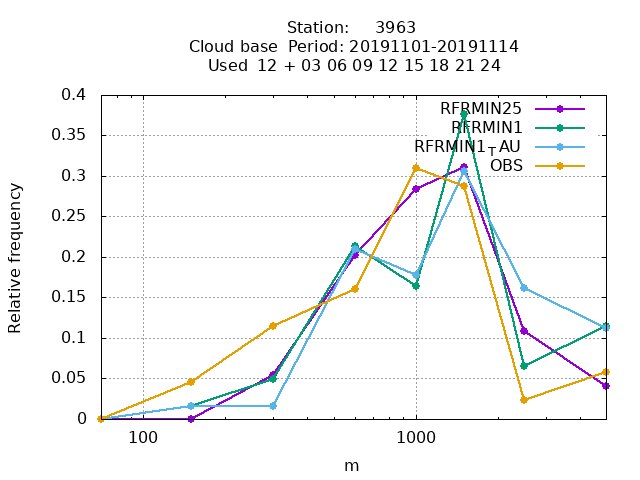 Station: 3963
Cloud base Period: 20191101-20191114
Used 12 + 03 06 09 12 15 18 21 24
0.4
0.35
0.3
0.25
0.2
0.15
0.1
0.05
0
Relative frequency
RFRMIN25
RFRMIN1
RFRMIN1TAU
OBS
100
1000
m